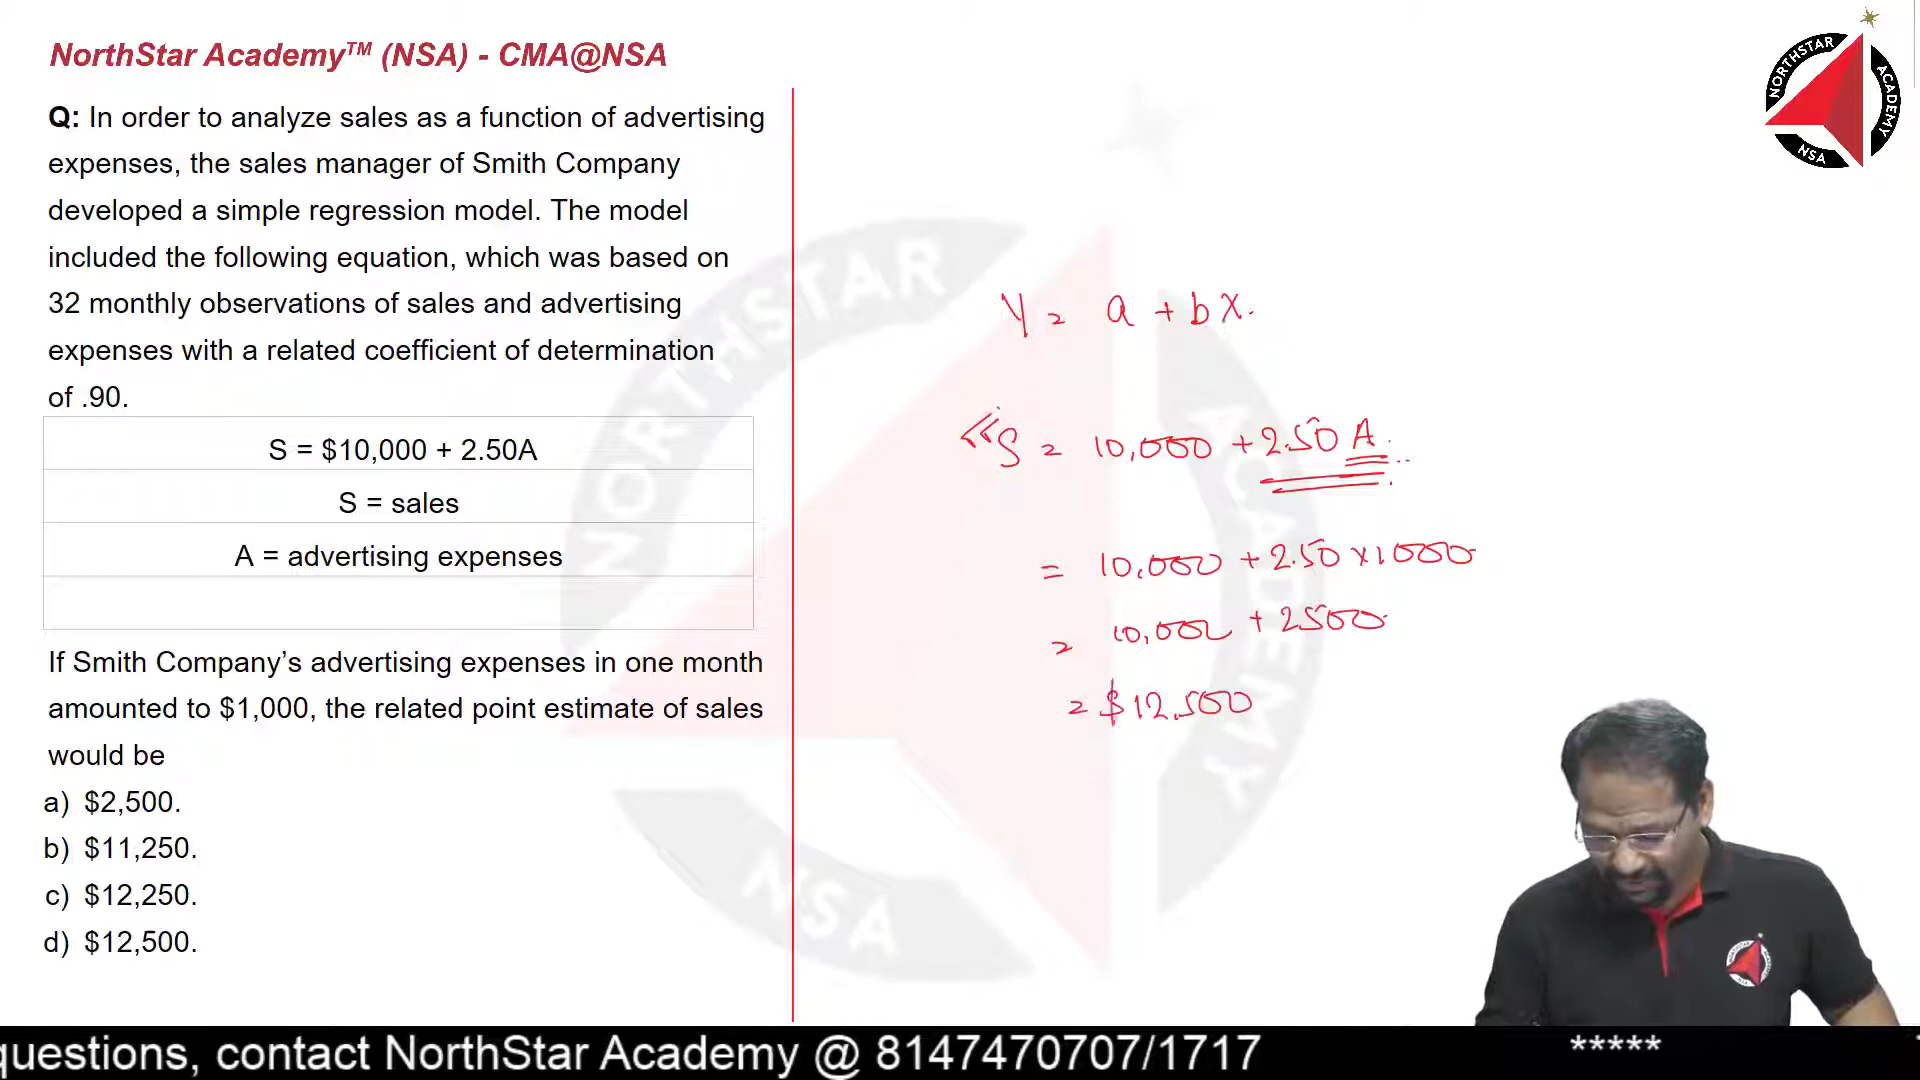 NorthStar Academy™ (NSA) - CMA@NSA
Q: In order to analyze sales as a function of advertising
expenses, the sales manager of Smith Company
developed a simple regression model. The model
included the following equation, which was based on
32 monthly observations of sales and advertising
expenses with a related coefficient of determination
of .90.
S = $10,000 + 2.50A
S = sales
A = advertising expenses
If Smith Company’s advertising expenses in one month
amounted to $1,000, the related point estimate of sales
would be
a) $2,500.
b) $11,250.
c) $12,250.
d) $12,500.
Y = a + bX.
S = 10,000 + 2.50 A
= 10,000 + 2.50 x 1000
= 10,000 + 2500
= $12,500
NORTHSTAR
ACADEMY
NSA
NORTHSTAR
ACADEMY
NSA
questions, contact NorthStar Academy @ 8147470707/1717
*****